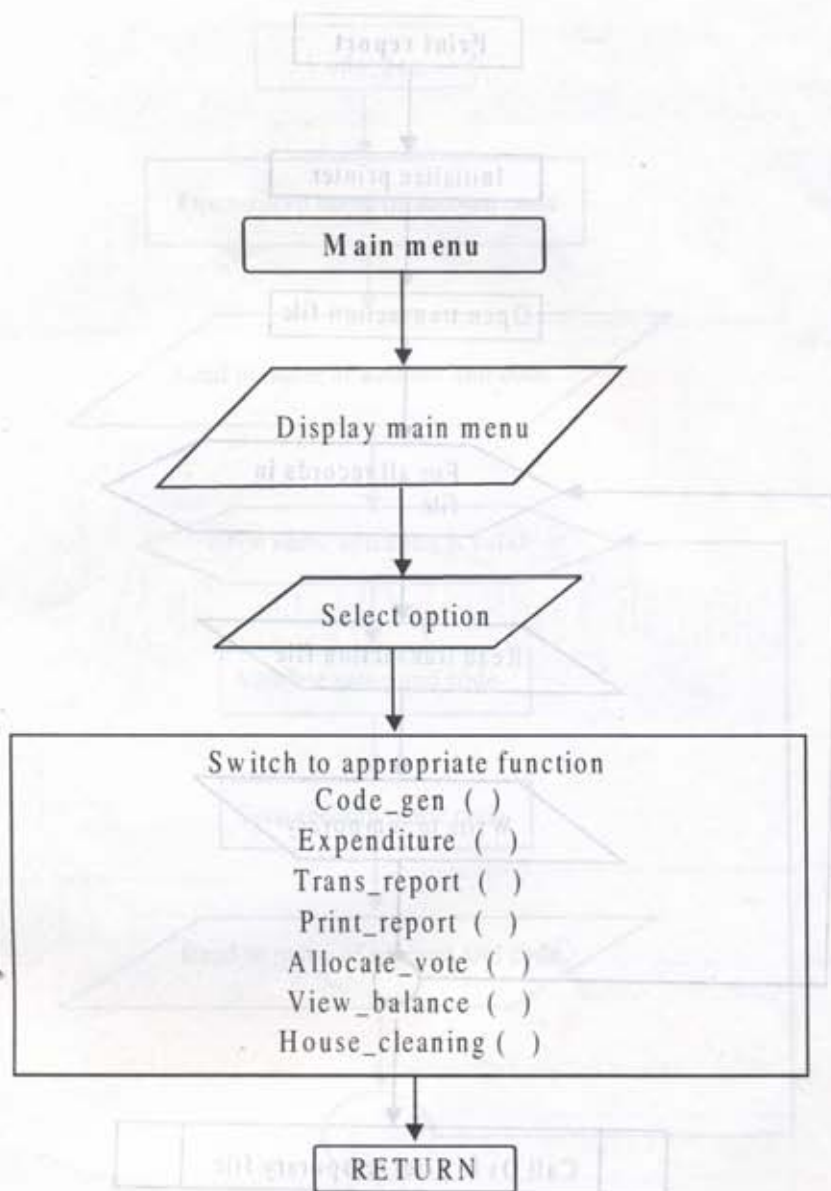 Main menu
Display main menu
Select option
Switch to appropriate function
Code_gen ( )
Expenditure ( )
Trans_report ( )
Print_report ( )
Allocate_vote ( )
View_balance ( )
House_cleaning ( )
RETURN